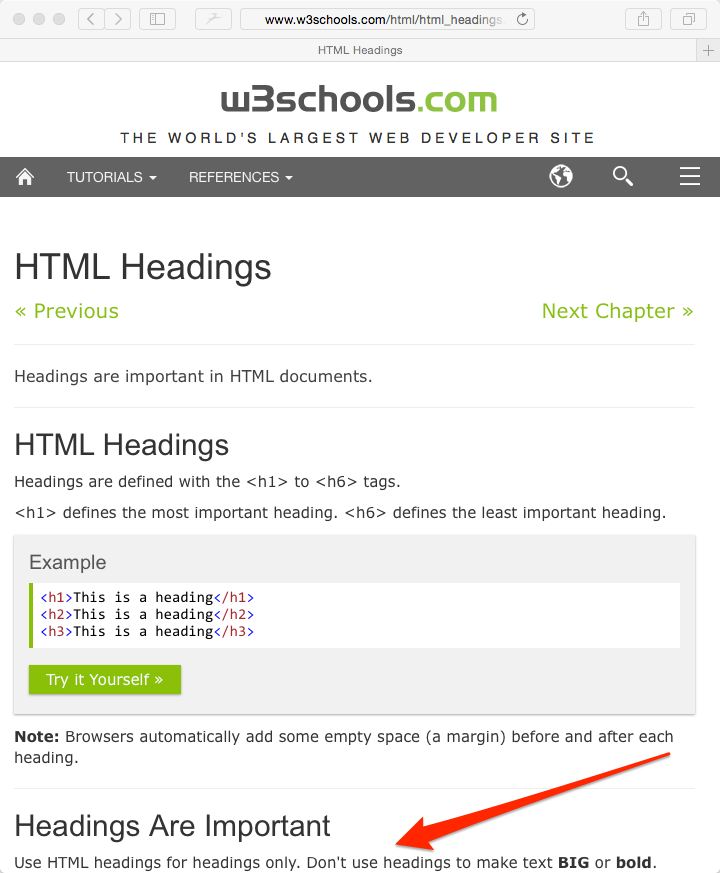 www.w3schools.com/html/html_headings.
HTML Headings
w3schools.com
THE WORLD'S LARGEST WEB DEVELOPER SITE
TUTORIALS REFERENCES
HTML Headings
« Previous Next Chapter »
Headings are important in HTML documents.
HTML Headings
Headings are defined with the <h1> to <h6> tags.
<h1> defines the most important heading. <h6> defines the least important heading.
Example
<h1>This is a heading</h1>
<h2>This is a heading</h2>
<h3>This is a heading</h3>
Try it Yourself »
Note: Browsers automatically add some empty space (a margin) before and after each
heading.
Headings Are Important
Use HTML headings for headings only. Don't use headings to make text BIG or bold.